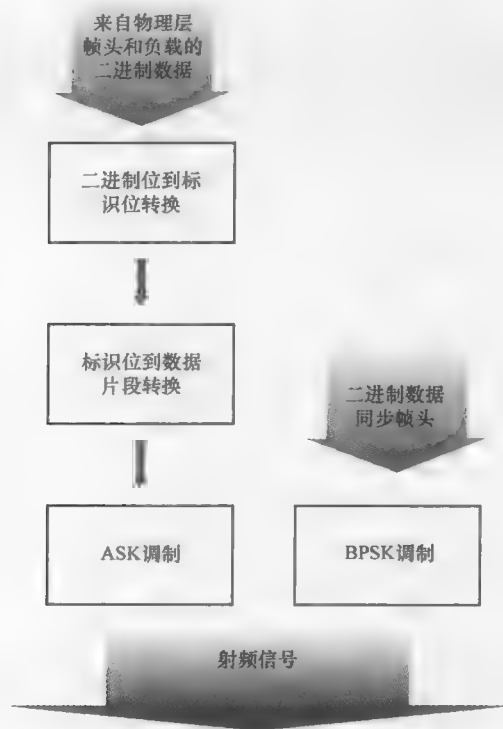 来自物理层
帧头和负载的
二进制数据
二进制位到标
识位转换
标识位到数据
片段转换
二进制数据
同步帧头
ASK调制
BPSK调制
射频信号